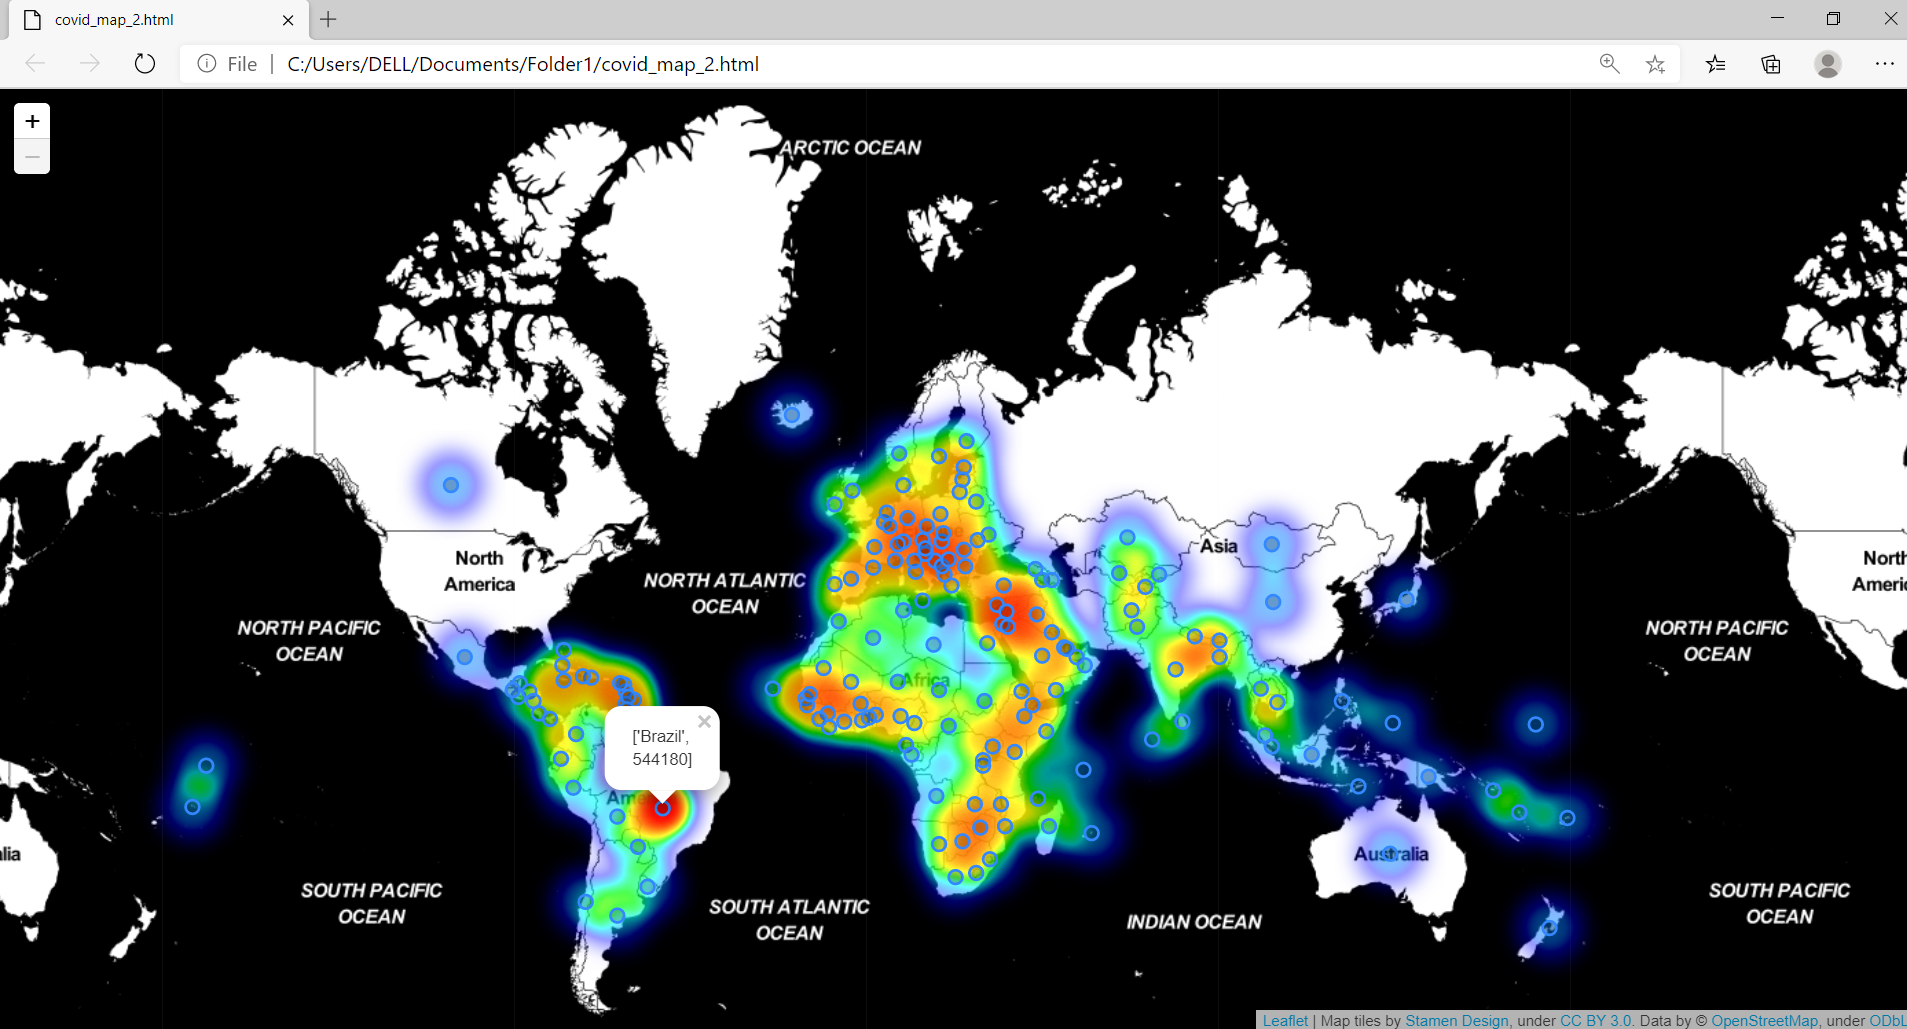 covid_map_2.html
File | C:/Users/DELL/Documents/Folder1/covid_map_2.html
+
−
ARCTIC OCEAN
North
America
NORTH ATLANTIC
OCEAN
NORTH PACIFIC
OCEAN
Asia
North
Americ
NORTH PACIFIC
OCEAN
Africa
['Brazil',
544180]
×
Ame
lia
Australia
SOUTH PACIFIC
OCEAN
SOUTH ATLANTIC
OCEAN
INDIAN OCEAN
SOUTH PACIFIC
OCEAN
Leaflet | Map tiles by Stamen Design, under CC BY 3.0. Data by © OpenStreetMap, under ODbL